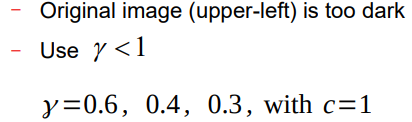 – Original image (upper-left) is too dark
– Use γ <1
γ=0.6, 0.4, 0.3, with c=1